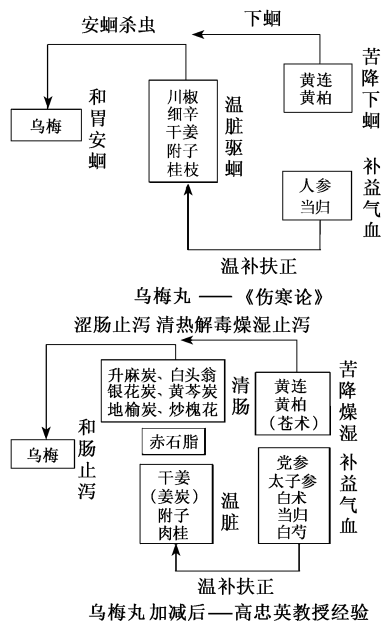 安蛔杀虫
下蛔
乌梅
和胃安蛔
川椒
细辛
干姜
附子
桂枝
温脏驱蛔
黄连
黄柏
苦降下蛔
人参
当归
补益气血
温补扶正
乌梅丸 ——《伤寒论》
涩肠止泻 清热解毒燥湿止泻
乌梅
和肠止泻
升麻炭、白头翁
银花炭、黄芩炭
地榆炭、炒槐花
清肠
赤石脂
干姜
(姜炭)
附子
肉桂
温脏
黄连
黄柏
(苍术)
苦降燥湿
党参
太子参
白术
当归
白芍
补益气血
温补扶正
乌梅丸加减后——高忠英教授经验